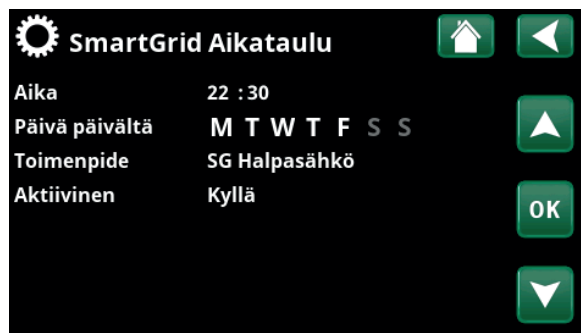 SmartGrid Aikataulu
Aika 22 :30
Päivä päivältä M T W T F S S
Toimenpide SG Halpasähkö
Aktiivinen Kyllä
OK